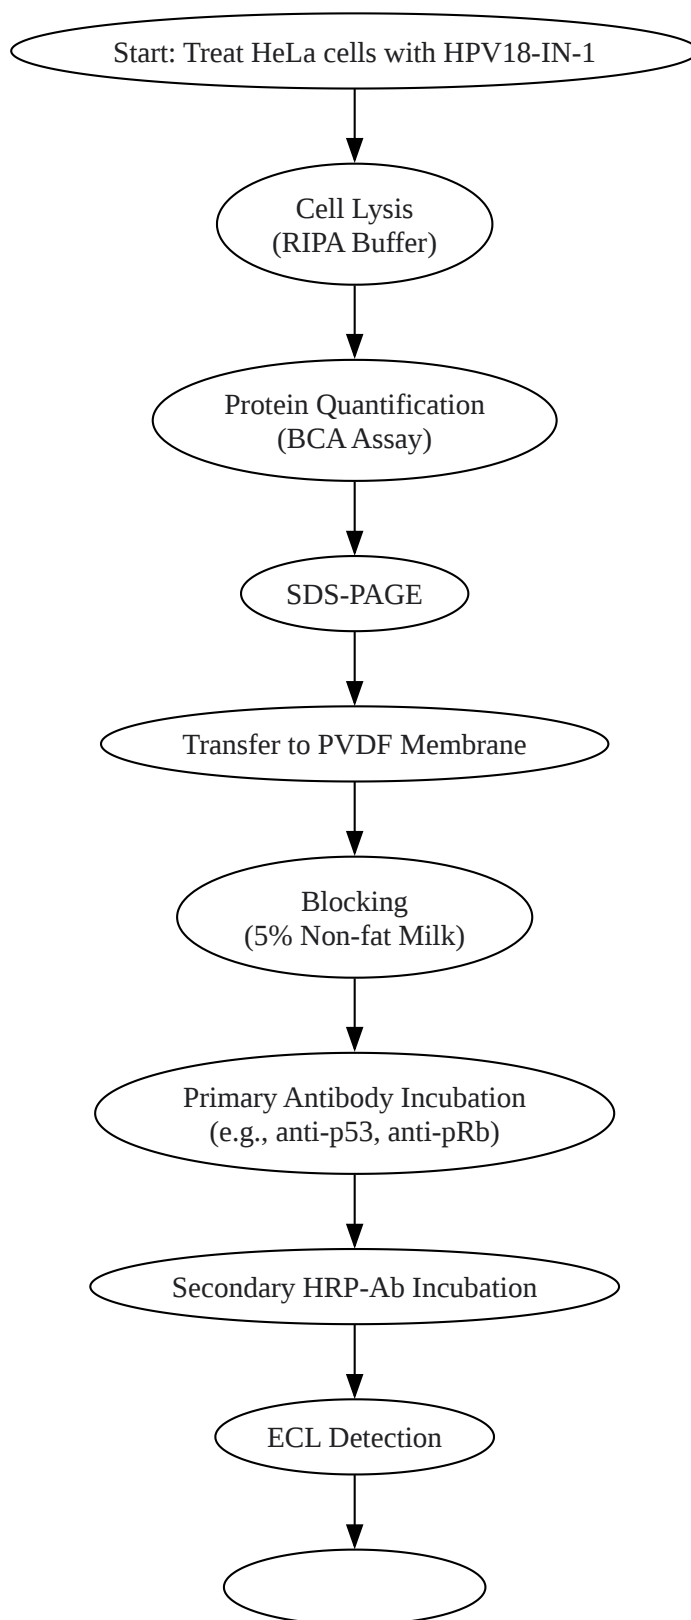 Start: Treat HeLa cells with HPV18-IN-1
Cell Lysis
(RIPA Buffer)
Protein Quantification
(BCA Assay)
SDS-PAGE
Transfer to PVDF Membrane
Blocking
(5% Non-fat Milk)
Primary Antibody Incubation
(e.g., anti-p53, anti-pRb)
Secondary HRP-Ab Incubation
ECL Detection